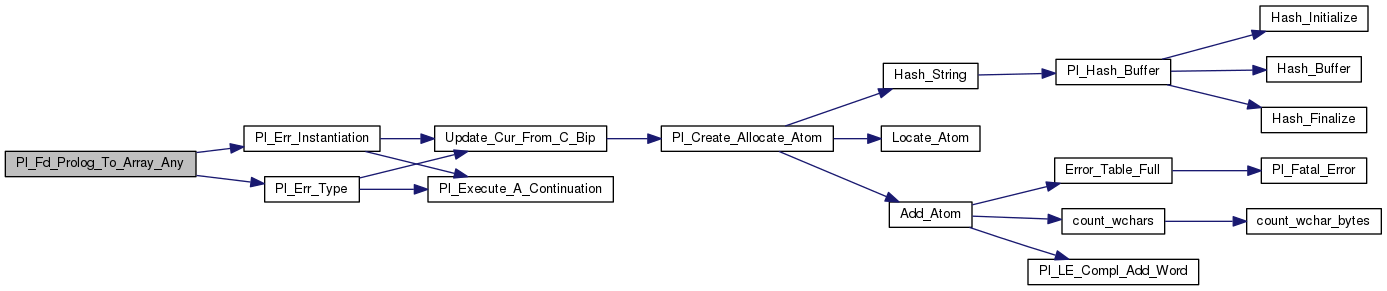 Pl_Fd_Prolog_To_Array_Any
Pl_Err_Instantiation
Pl_Err_Type
Update_Cur_From_C_Bip
Pl_Execute_A_Continuation
Pl_Create_Allocate_Atom
Hash_String
Locate_Atom
Add_Atom
Pl_Hash_Buffer
Error_Table_Full
count_wchars
Pl_LE_Compl_Add_Word
Hash_Initialize
Hash_Buffer
Hash_Finalize
Pl_Fatal_Error
count_wchar_bytes